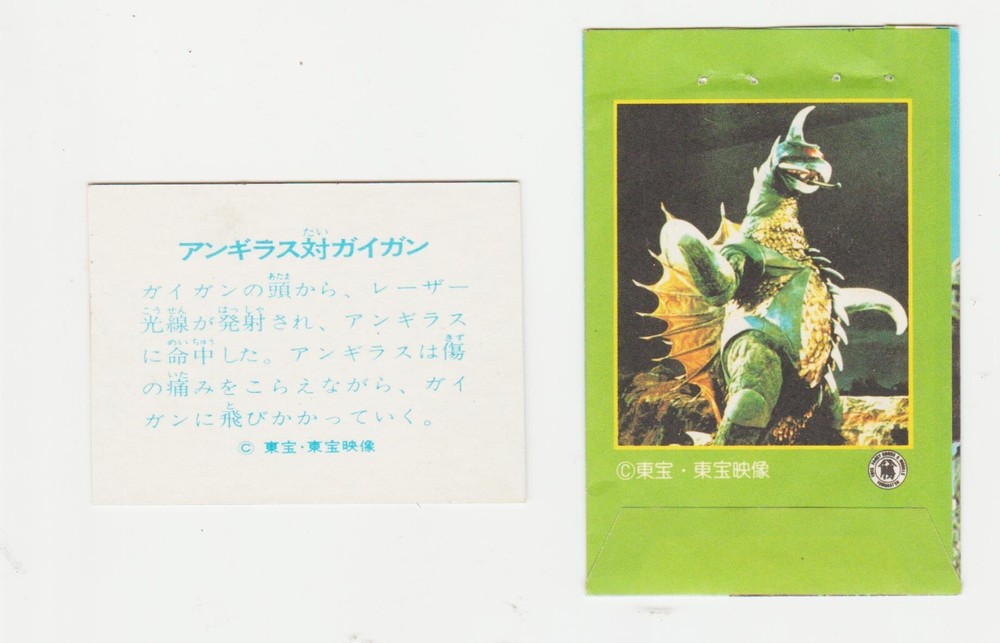 アンギラス対ガイガン
ガイガンの頭から、レーザー
光線が発射され、アンギラス
に命中した。アンギラスは傷
の痛みをこらえながら、ガイ
ガンに飛びかかっていく。
© 東宝・東宝映像
©東宝・東宝映像